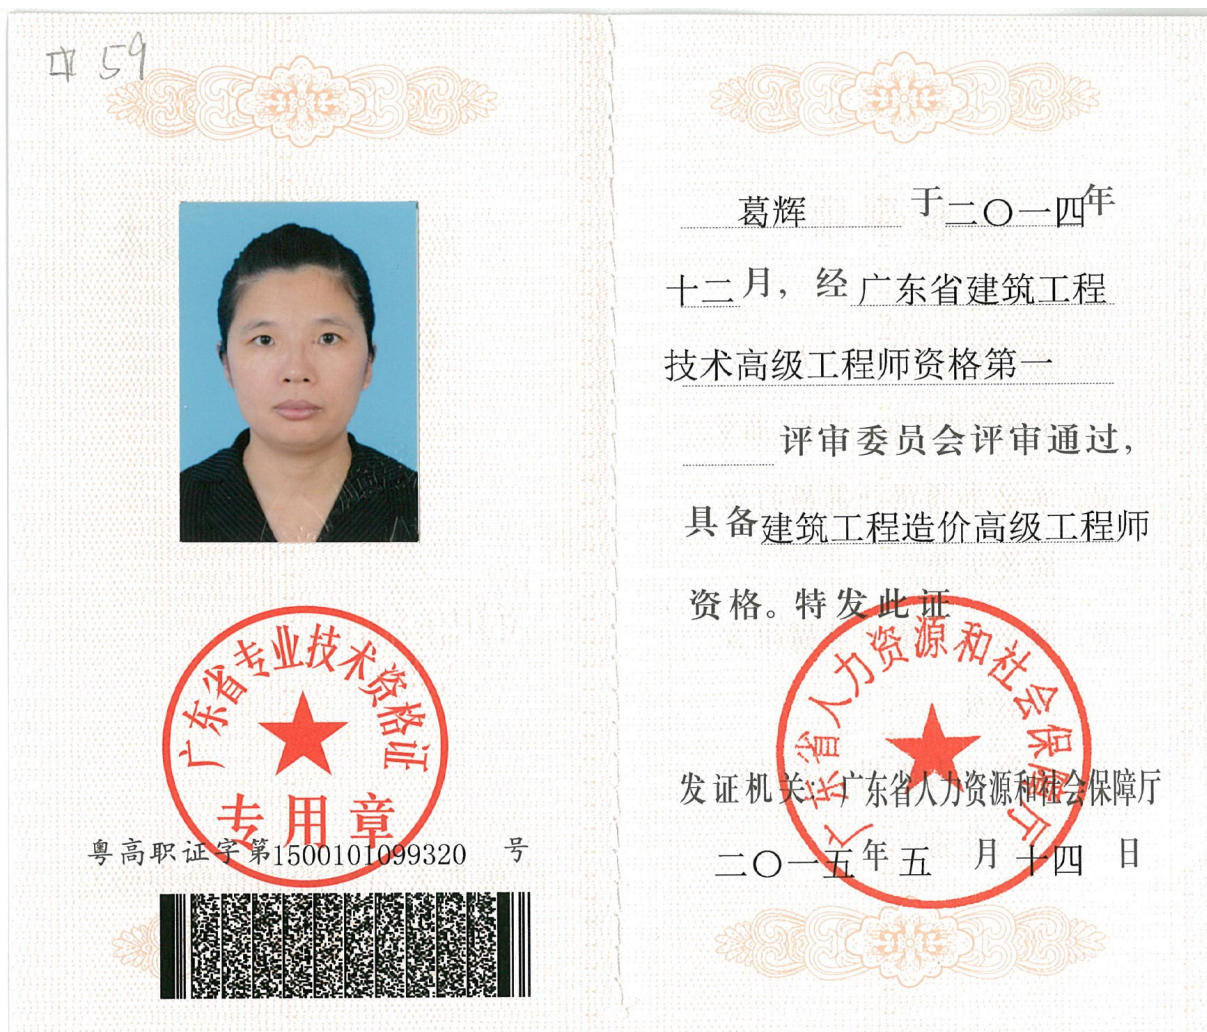 59
广东省专业技术资格证
专用章
粤高职证字第1500101099320 号
葛辉 于二〇一四年
十二月，经广东省建筑工程
技术高级工程师资格第一
评审委员会评审通过，
具备建筑工程造价高级工程师
资格。特发此证
广东省人力资源和社会保障厅
发证机关：广东省人力资源和社会保障厅
二〇一五年五 月十四 日